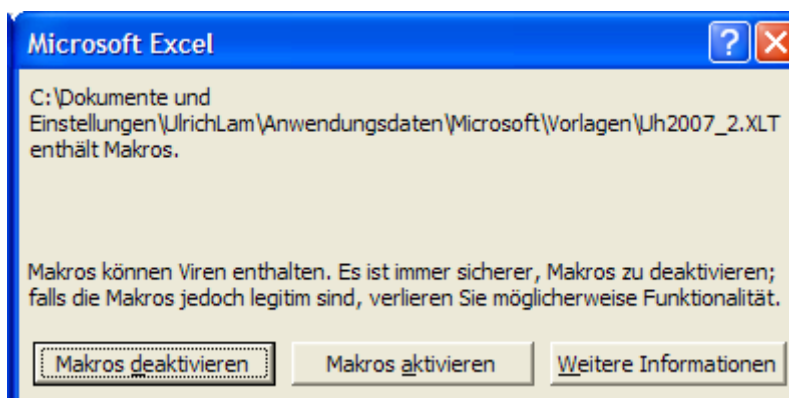 Microsoft Excel
C:\Dokumente und
Einstellungen\UlrichLam\Anwendungsdaten\Microsoft\Vorlagen\Uh2007_2.XLT
enthält Makros.
Makros können Viren enthalten. Es ist immer sicherer, Makros zu deaktivieren;
falls die Makros jedoch legitim sind, verlieren Sie möglicherweise Funktionalität.
Makros deaktivieren Makros aktivieren Weitere Informationen